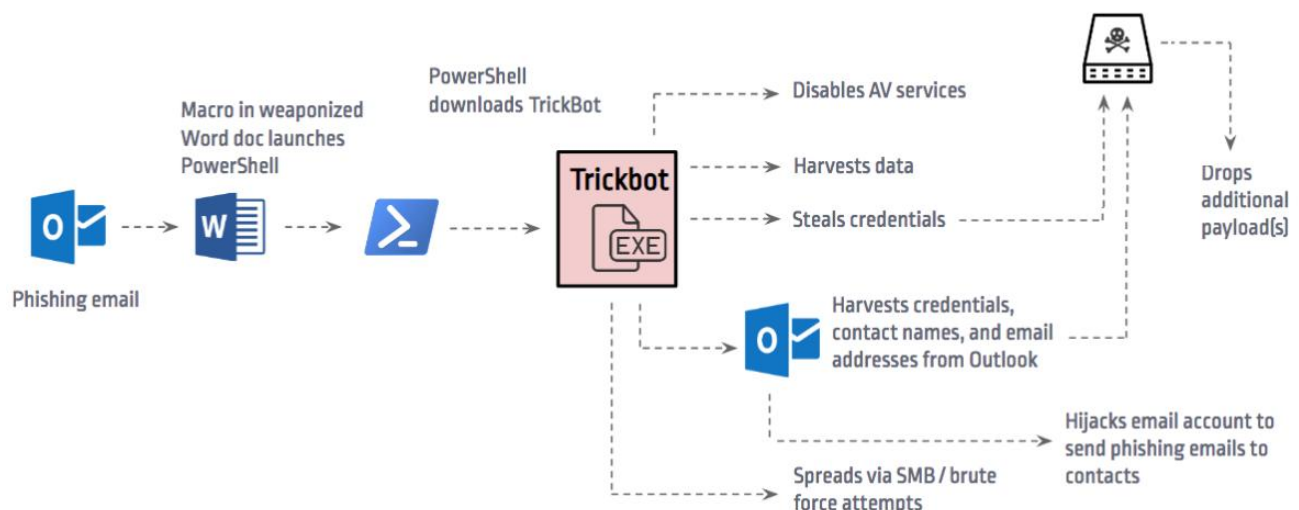 PowerShell
downloads TrickBot
Macro in weaponized
Word doc launches
PowerShell
Phishing email
O
W
Trickbot
EXE
Disables AV services
Harvests data
Steals credentials
Drops
additional
payload(s)
O
Harvests credentials,
contact names, and email
addresses from Outlook
Hijacks email account to
send phishing emails to
contacts
Spreads via SMB / brute
force attempts